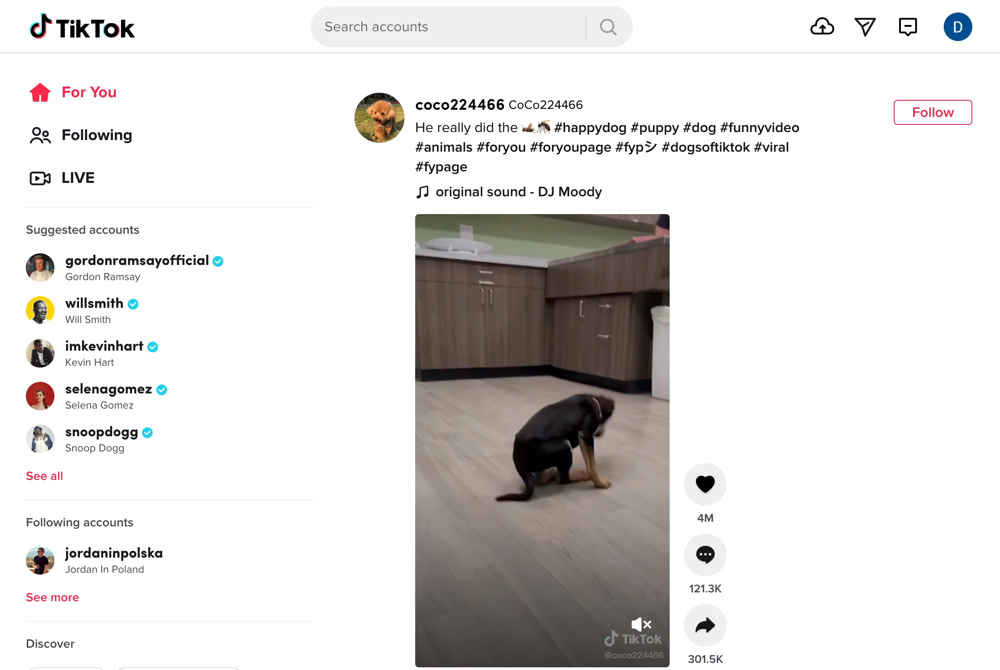 TikTok
Search accounts
D
For You
Following
LIVE
Suggested accounts
gordonramsayofficial
Gordon Ramsay
willsmith
Will Smith
imkevinhart
Kevin Hart
selenagomez
Selena Gomez
snoopdogg
Snoop Dogg
See all
Following accounts
jordaninpolska
Jordan In Poland
See more
Discover
coco224466 CoCo224466
Follow
He really did the 🦗🦟 #happydog #puppy #dog #funnyvideo
#animals #foryou #foryoupage #fypシ #dogsoftiktok #viral
#fypage
original sound - DJ Moody
TikTok
@coco224466
4M
121.3K
301.5K